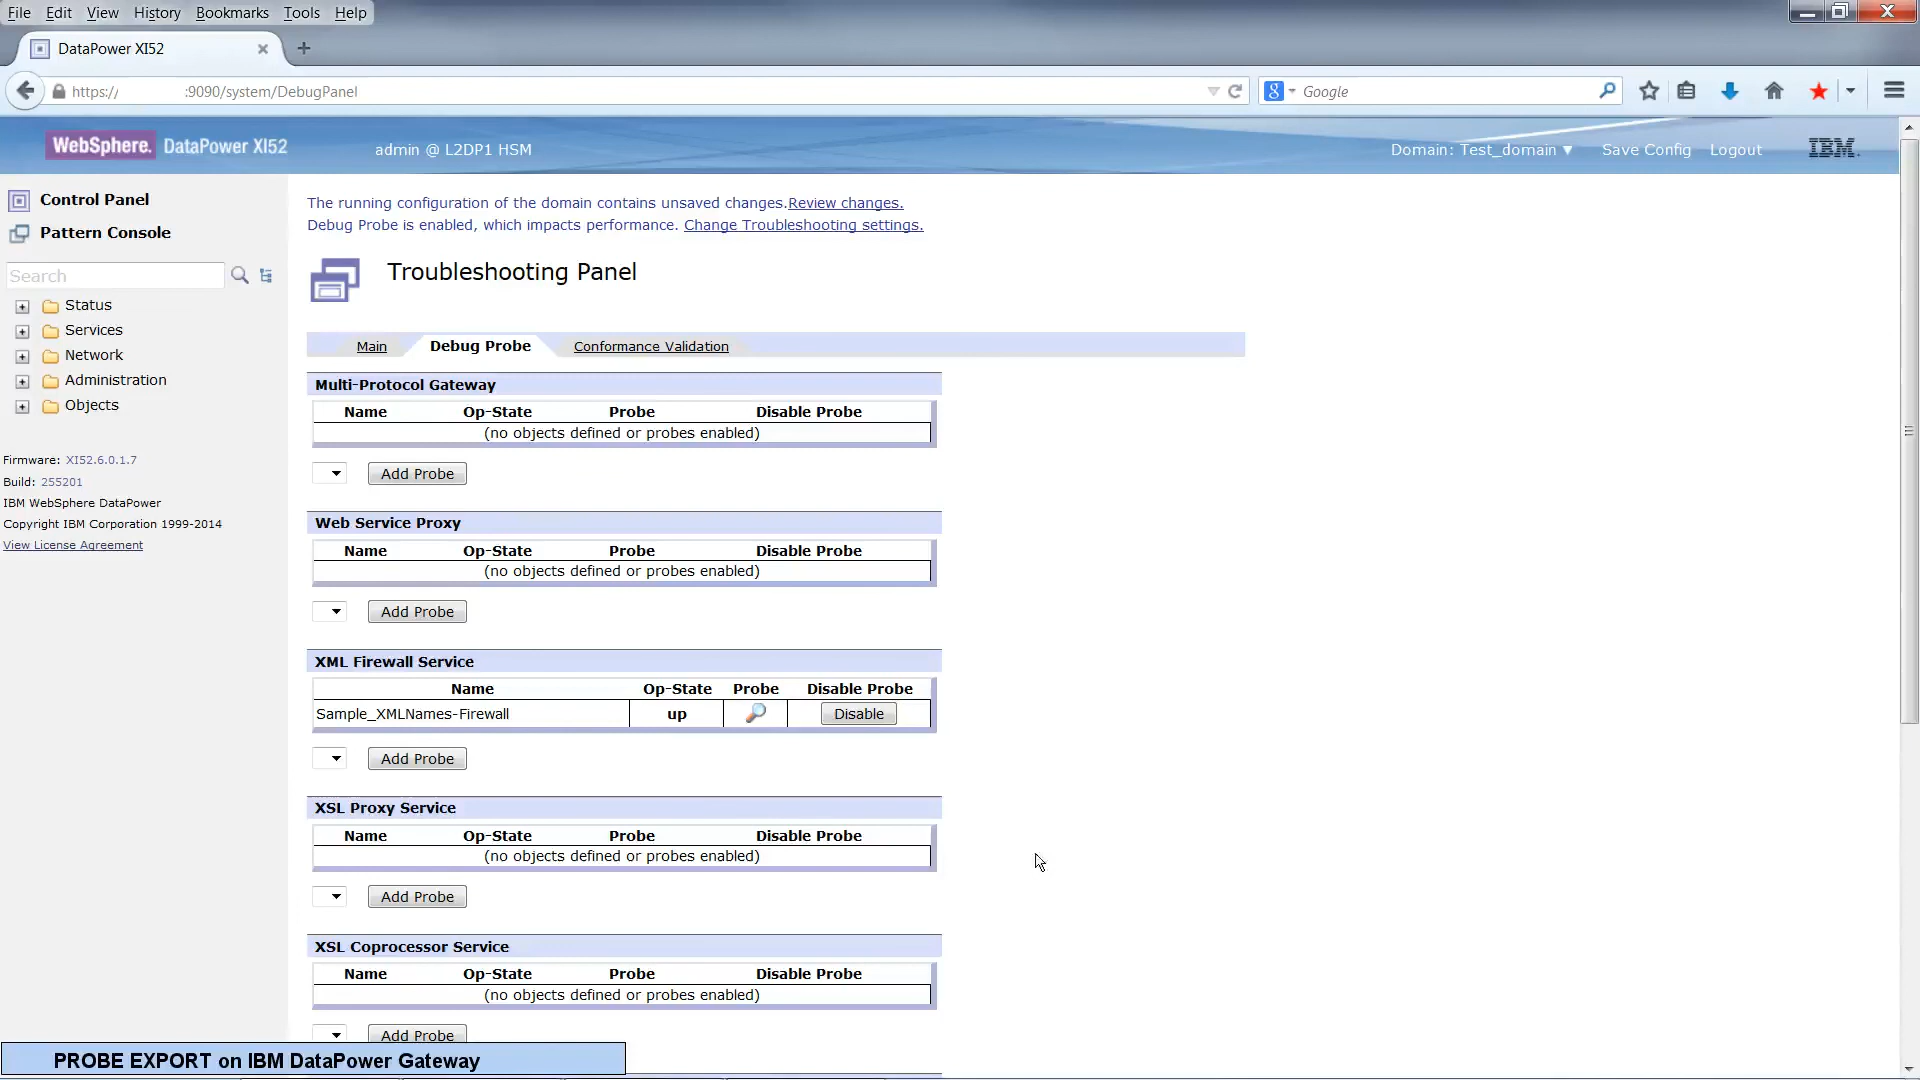 File Edit View History Bookmarks Tools Help
DataPower XI52
https:// :9090/system/DebugPanel
Google
WebSphere. DataPower XI52
admin @ L2DP1 HSM
Domain: Test_domain ▼ Save Config Logout
IBM.
Control Panel
Pattern Console
Search
Status
Services
Network
Administration
Objects
Firmware: XI52.6.0.1.7
Build: 255201
IBM WebSphere DataPower
Copyright IBM Corporation 1999-2014
View License Agreement
The running configuration of the domain contains unsaved changes.Review changes.
Debug Probe is enabled, which impacts performance. Change Troubleshooting settings.
Troubleshooting Panel
Main Debug Probe Conformance Validation
Multi-Protocol Gateway
Name Op-State Probe Disable Probe
(no objects defined or probes enabled)
Add Probe
Web Service Proxy
Name Op-State Probe Disable Probe
(no objects defined or probes enabled)
Add Probe
XML Firewall Service
Name Op-State Probe Disable Probe
Sample_XMLNames-Firewall up Disable
Add Probe
XSL Proxy Service
Name Op-State Probe Disable Probe
(no objects defined or probes enabled)
Add Probe
XSL Coprocessor Service
Name Op-State Probe Disable Probe
(no objects defined or probes enabled)
Add Probe
PROBE EXPORT on IBM DataPower Gateway